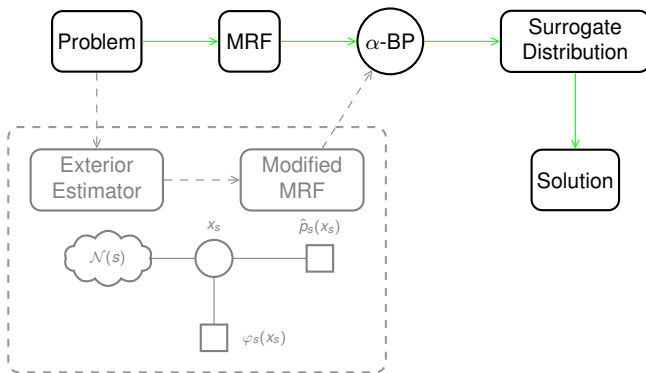 Problem
MRF
α-BP
Surrogate
Distribution
Exterior
Estimator
Modified
MRF
Solution
x_s
p̂_s(x_s)
𝒩(s)
φ_s(x_s)